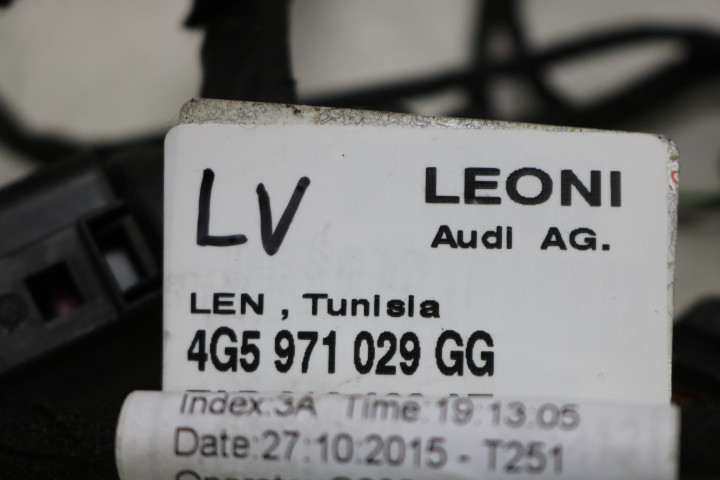 LV
LEONI
Audi AG.
LEN , Tunisia
4G5 971 029 GG
Index:3A Time:19:13:05
Date:27:10:2015 - T251